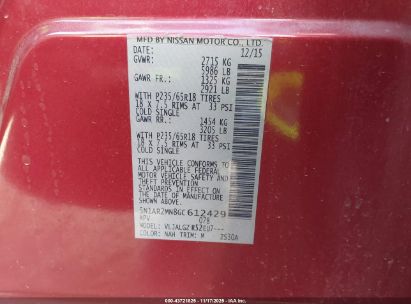 MFD BY NISSAN MOTOR CO., LTD.
12/15
GVWR: 2715 KG
5986 LB
GAWR FR.: 1325 KG
2921 LB
WITH P235/65R18 TIRES
18 X 7.5 RIMS AT 33 PSI
COLD SINGLE
GAWR RR.: 1454 KG
3205 LB
WITH P235/65R18 TIRES
18 X 7.5 RIMS AT 33 PSI
COLD SINGLE
THIS VEHICLE CONFORMS TO
ALL APPLICABLE FEDERAL
MOTOR VEHICLE SAFETY AND
THEFT PREVENTION
STANDARDS IN EFFECT ON THE
DATE OF MANUFACTURE SHOWN
ABOVE.
5N1AR2MN8GC612429
MPV 078
MODEL:
COLOR: NAH TRIM: M 2530A
000-43721825 - 11/17/2025 - IAA